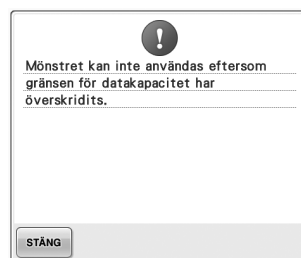 Mönstret kan inte användas eftersom
gränsen för datakapacitet har
överskridits.
STÄNG